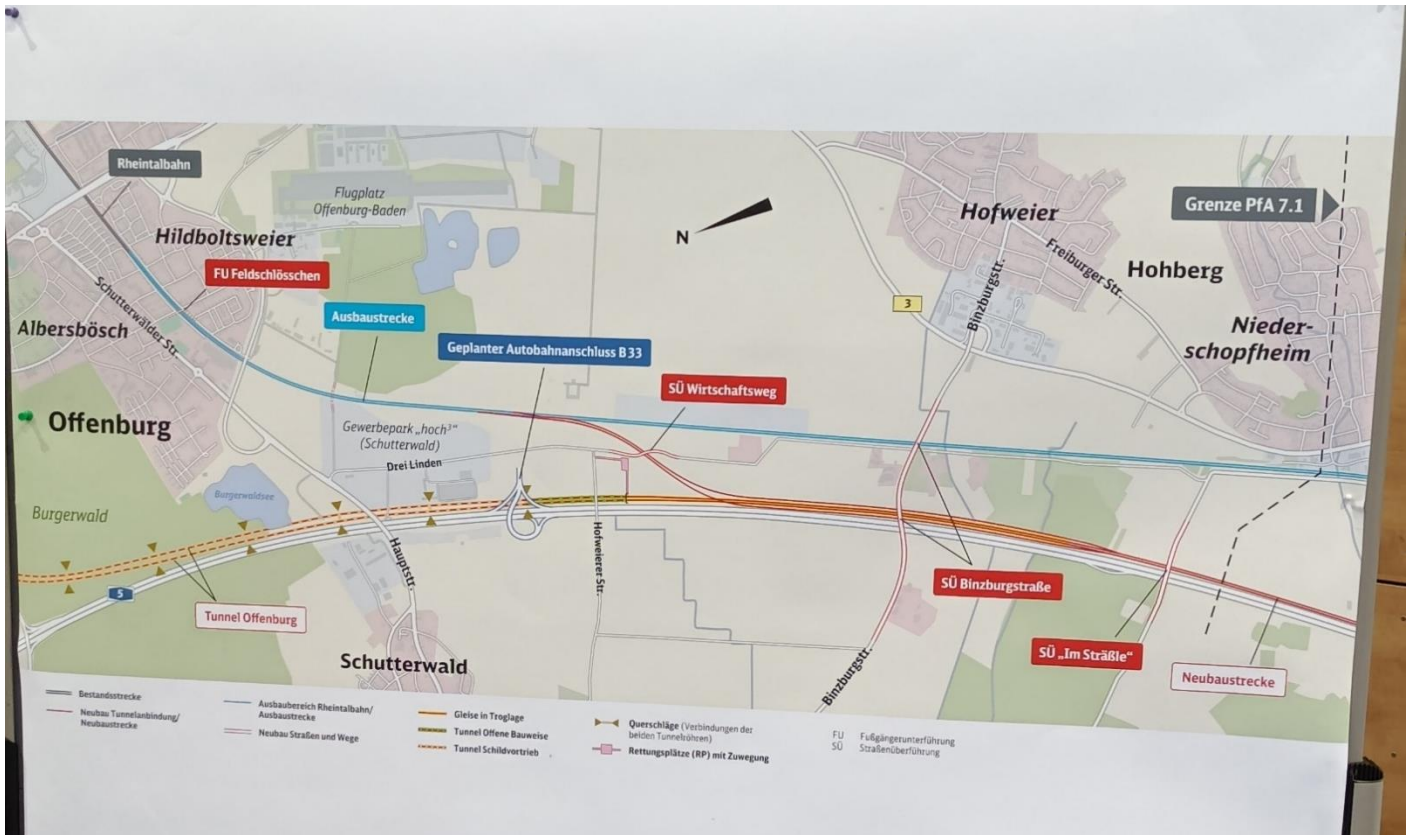 Rheintalbahn
Flugplatz
Offenburg-Baden
Hildboltsweier
FU Feldschlösschen
Schutterwälder Str.
Albersbösch
Ausbaustrecke
Geplanter Autobahnanschluss B 33
N
Offenburg
Gewerbepark „hoch³“
(Schutterwald)
Drei Linden
SÜ Wirtschaftsweg
Burgerwaldsee
Burgerwald
5
Tunnel Offenburg
Hauptstr.
Hofweierer Str.
Schutterwald
Hofweier
Grenze PfA 7.1
Freiburger Str.
Hohberg
3
Binzburgstr.
Nieder-
schopfheim
SÜ Binzburgstraße
SÜ „Im Sträßle“
Binzburgstr.
Neubaustrecke
Bestandsstrecke
Neubau Tunnelanbindung/
Neubaustrecke
Ausbaubereich Rheintalbahn/
Ausbaustrecke
Neubau Straßen und Wege
Gleise in Troglage
Tunnel Offene Bauweise
Tunnel Schildvortrieb
Querschläge (Verbindungen der
beiden Tunnelröhren)
Rettungsplätze (RP) mit Zuwegung
FU Fußgängerunterführung
SÜ Straßenüberführung